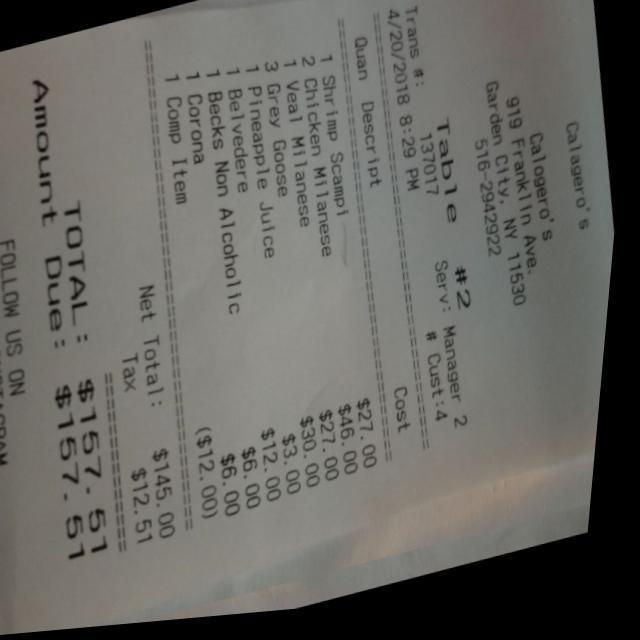 Calogero's
Calogero's
919 Franklin Ave.
Garden City, NY 11530
516-2942922
Table #2
Trans #: 137017 Serv: Manager 2
4/20/2018 8:29 PM # Cust:4
Quan Descript Cost
1 Shrimp Scampi $27.00
2 Chicken Milanese $46.00
1 Veal Milanese $27.00
3 Grey Goose $30.00
1 Pineapple Juice $3.00
1 Belvedere $12.00
1 Becks Non Alcoholic $6.00
1 Corona $6.00
1 Comp Item ($12.00)
Net Total: $145.00
Tax $12.51
TOTAL: $157.51
Amount Due: $157.51
FOLLOW US ON